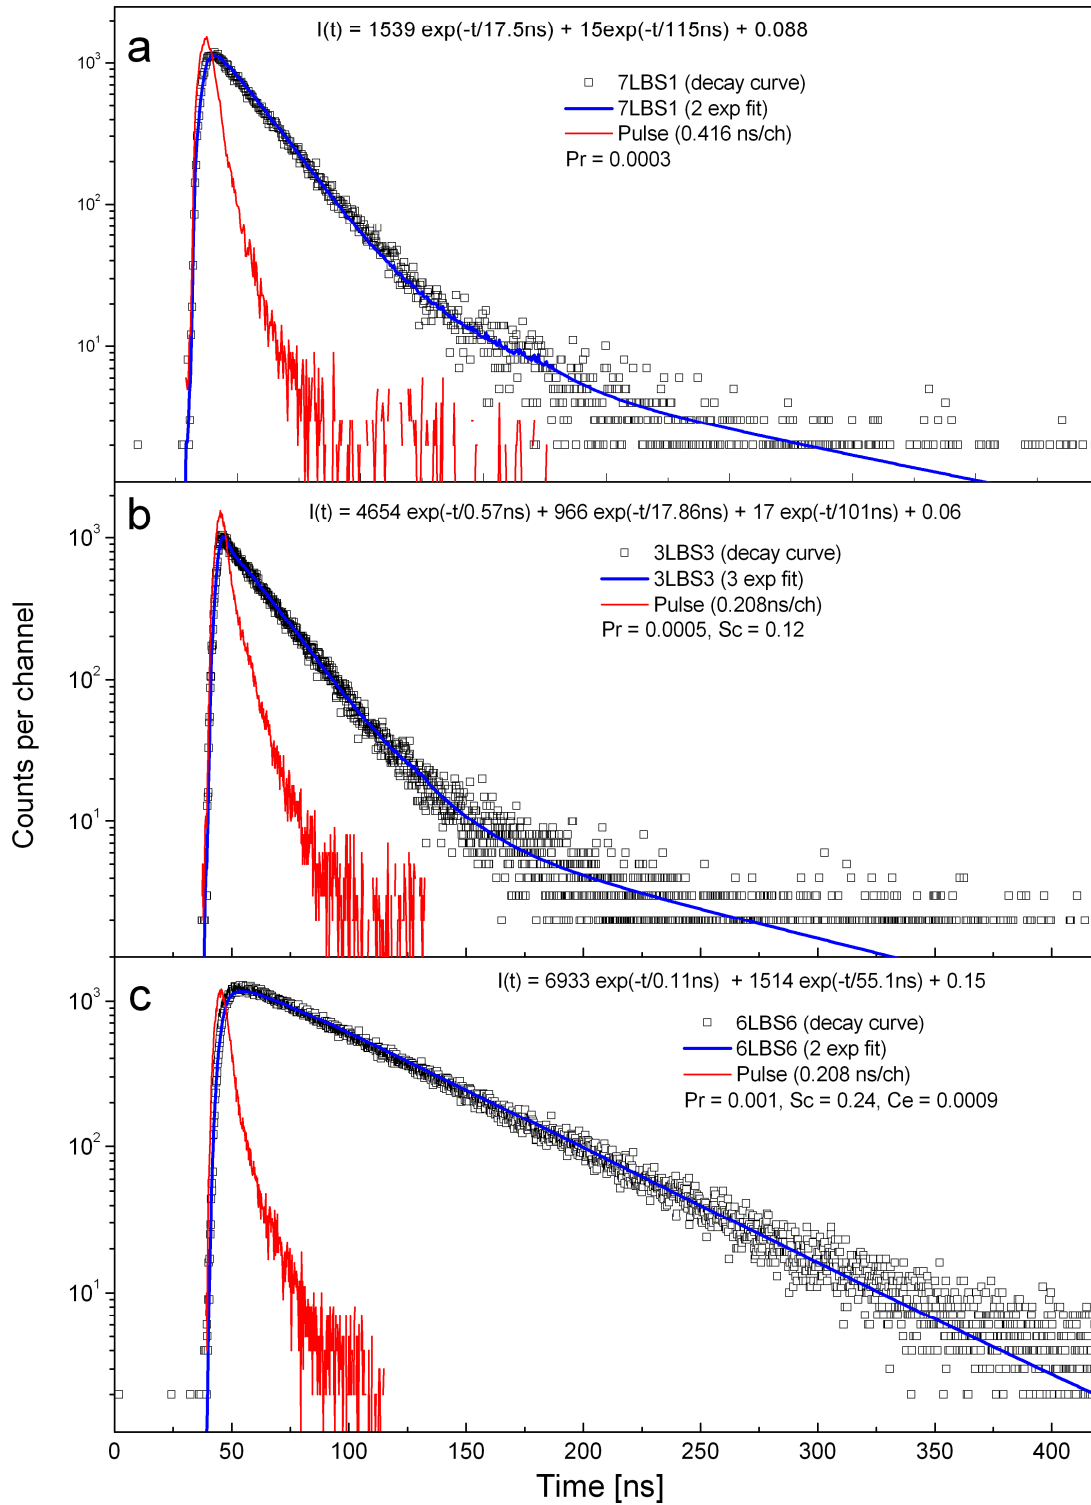 a
I(t) = 1539 exp(-t/17.5ns) + 15exp(-t/115ns) + 0.088
7LBS1 (decay curve)
7LBS1 (2 exp fit)
Pulse (0.416 ns/ch)
Pr = 0.0003
10³
10²
10¹
b
I(t) = 4654 exp(-t/0.57ns) + 966 exp(-t/17.86ns) + 17 exp(-t/101ns) + 0.06
3LBS3 (decay curve)
3LBS3 (3 exp fit)
Pulse (0.208ns/ch)
Pr = 0.0005, Sc = 0.12
10³
10²
10¹
Counts per channel
c
I(t) = 6933 exp(-t/0.11ns) + 1514 exp(-t/55.1ns) + 0.15
6LBS6 (decay curve)
6LBS6 (2 exp fit)
Pulse (0.208 ns/ch)
Pr = 0.001, Sc = 0.24, Ce = 0.0009
10³
10²
10¹
0 50 100 150 200 250 300 350 400
Time [ns]